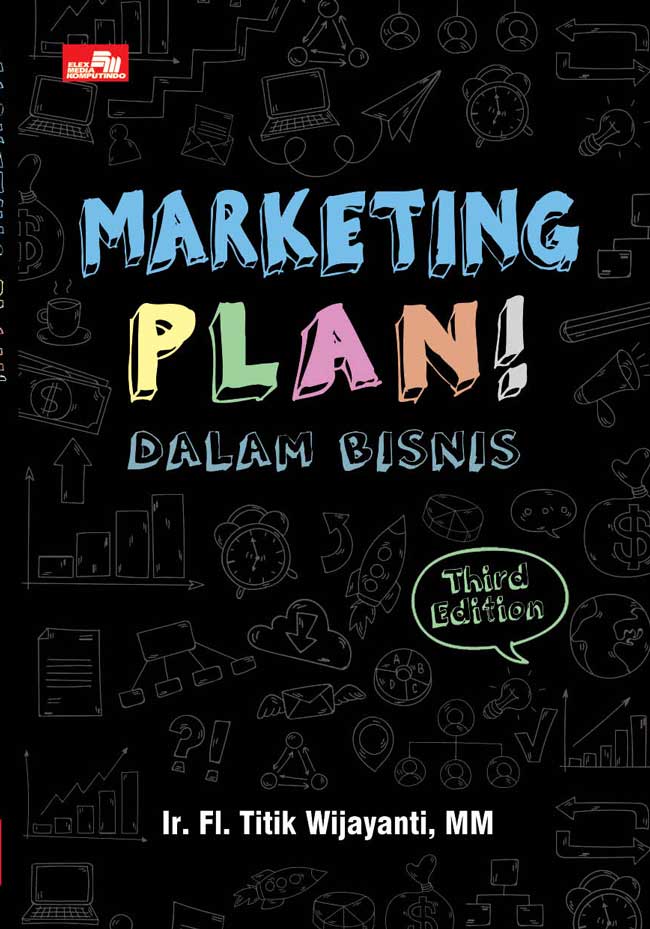 ELEX
MEDIA
KOMPUTINDO
MARKETING
PLAN!
DALAM BISNIS
Third
Edition
A
B
C
D
?!
Ir. Fl. Titik Wijayanti, MM